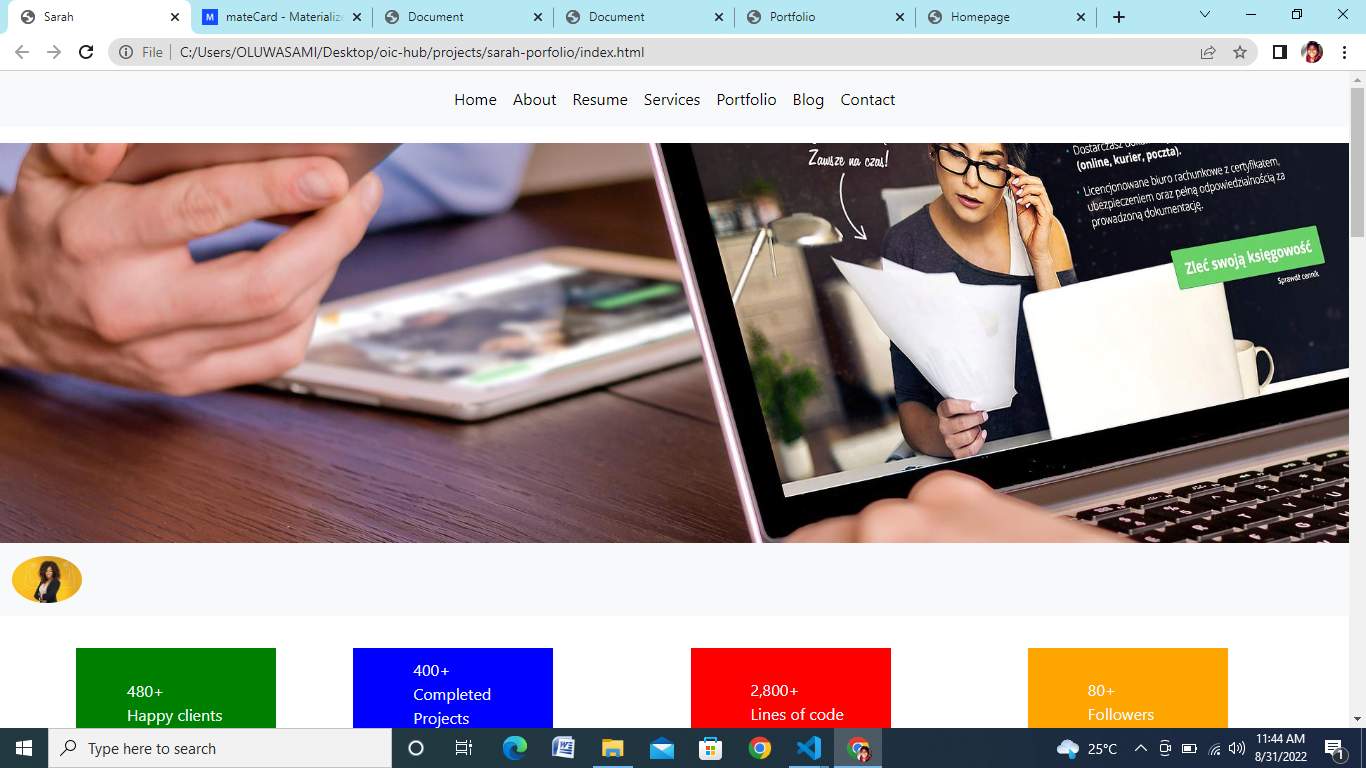 Sarah
mateCard - Materialize
Document
Document
Portfolio
Homepage
File
C:/Users/OLUWASAMI/Desktop/oic-hub/projects/sarah-porfolio/index.html
Home About Resume Services Portfolio Blog Contact
Zawsze na czas!
(online, kurier, poczta).
• Licencjonowane biuro rachunkowe z certyfikatem,
ubezpieczeniem oraz pełną odpowiedzialnością za
prowadzoną dokumentację.
Zleć swoją księgowość
Sprawdź cennik
480+
Happy clients
400+
Completed
Projects
2,800+
Lines of code
80+
Followers
Type here to search
25°C
11:44 AM
8/31/2022
1